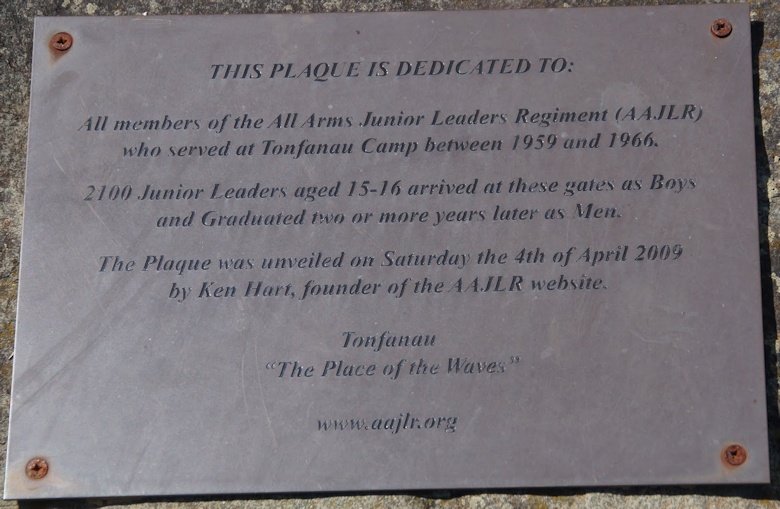 THIS PLAQUE IS DEDICATED TO:
All members of the All Arms Junior Leaders Regiment (AAJLR)
who served at Tonfanau Camp between 1959 and 1966.
2100 Junior Leaders aged 15-16 arrived at these gates as Boys
and Graduated two or more years later as Men.
The Plaque was unveiled on Saturday the 4th of April 2009
by Ken Hart, founder of the AAJLR website.
Tonfanau
“The Place of the Waves”
www.aajlr.org